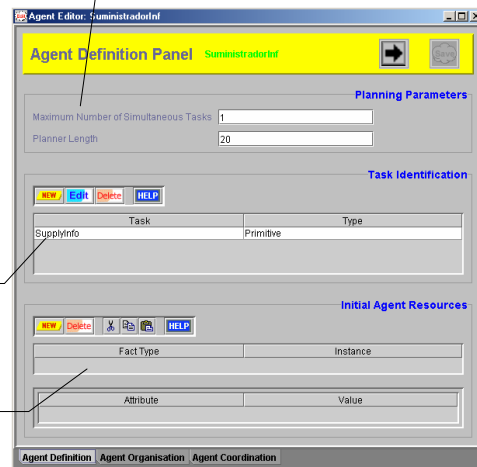 Agent Editor: SuministradorInf
Agent Definition Panel SuministradorInf
Save
Planning Parameters
Maximum Number of Simultaneous Tasks 1
Planner Length 20
Task Identification
NEW Edit Delete HELP
Task Type
SupplyInfo Primitive
Initial Agent Resources
NEW Delete HELP
Fact Type Instance
Attribute Value
Agent Definition Agent Organisation Agent Coordination